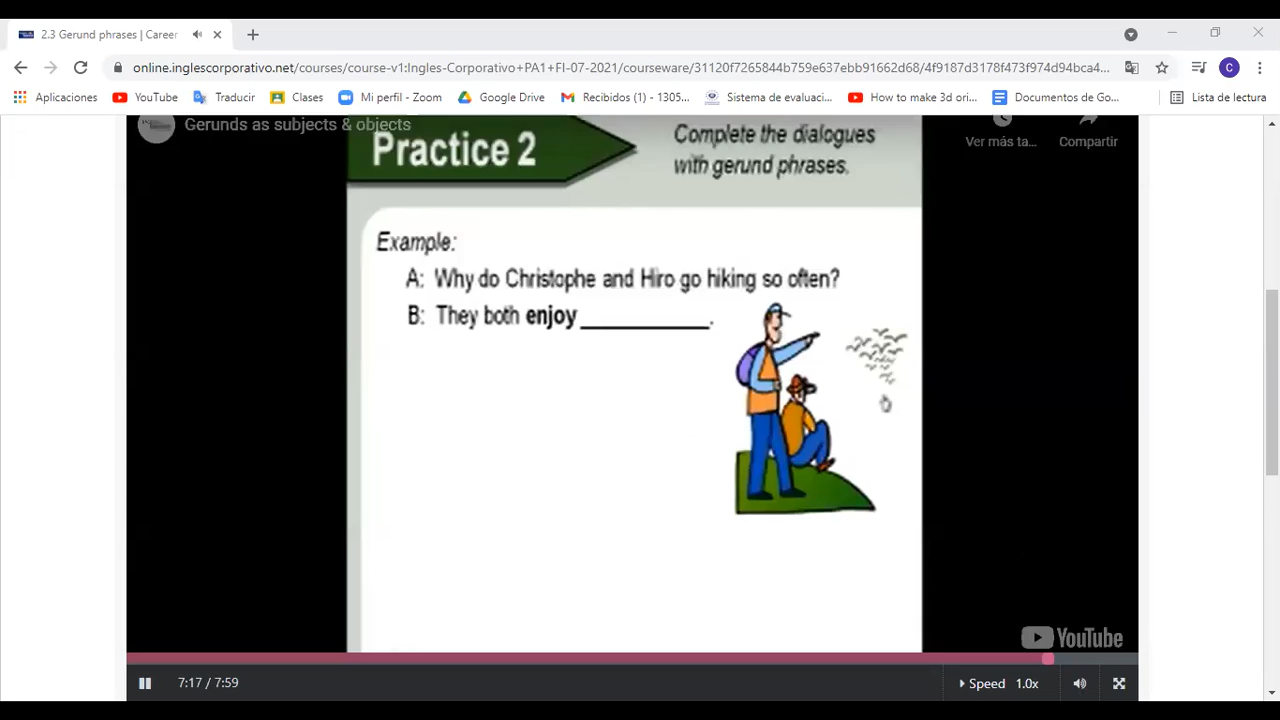 2.3 Gerund phrases | Career
online.inglescorporativo.net/courses/course-v1:Ingles-Corporativo+PA1+FI-07-2021/courseware/31120f7265844b759e637ebb91662d68/4f9187d3178f473f974d94bca4...
C
Aplicaciones YouTube Traducir Clases Mi perfil - Zoom Google Drive Recibidos (1) - 1305... Sistema de evaluaci... How to make 3d ori... Documentos de Go... Lista de lectura
Gerunds as subjects & objects
Practice 2
Complete the dialogues
with gerund phrases.
Ver más ta... Compartir
Example:
A: Why do Christophe and Hiro go hiking so often?
B: They both enjoy ___________.
YouTube
7:17 / 7:59 Speed 1.0x